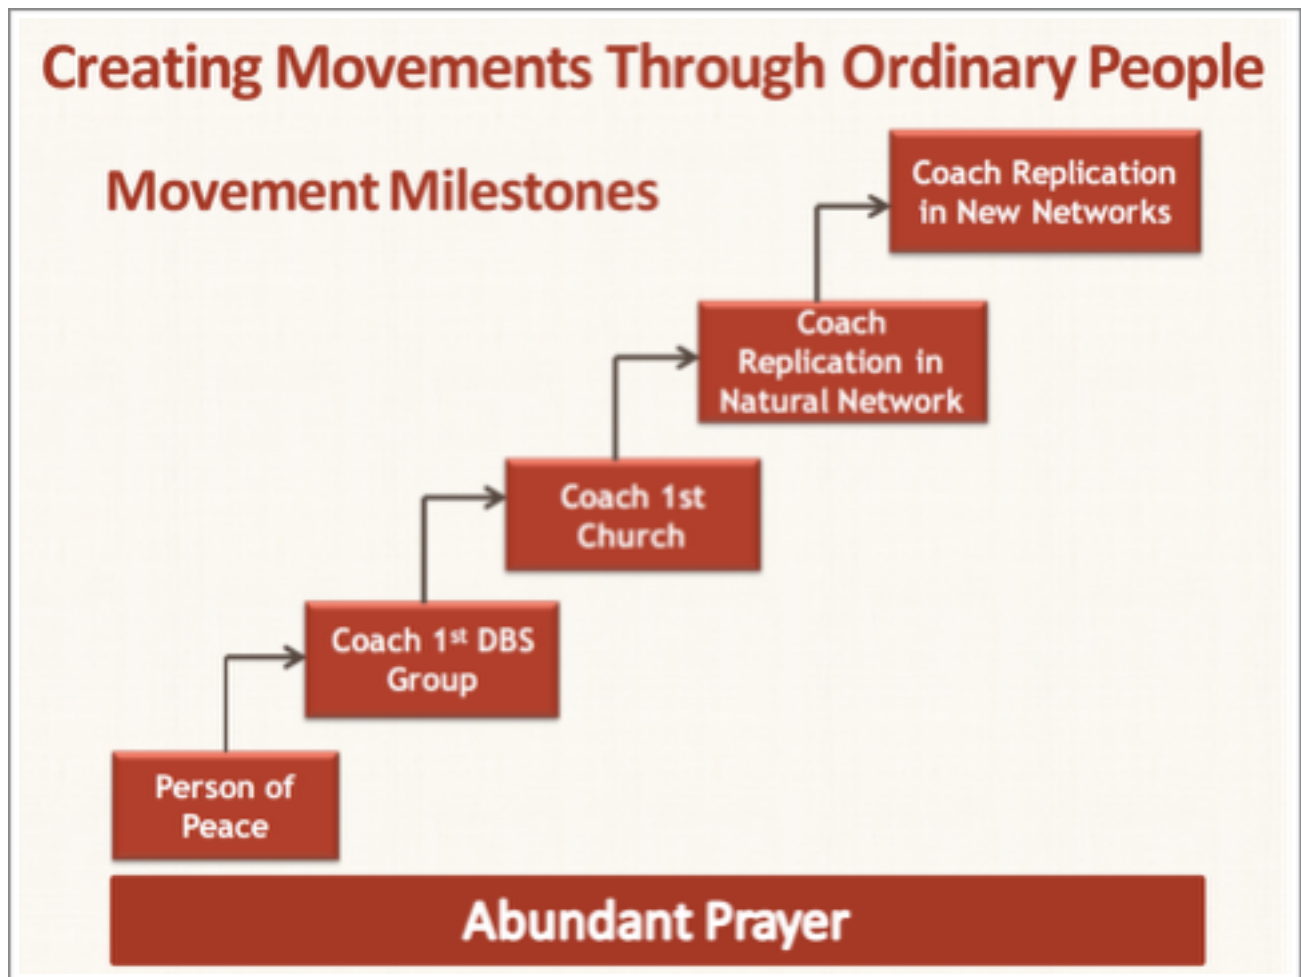 Creating Movements Through Ordinary People
Movement Milestones
Coach Replication
in New Networks
Coach
Replication in
Natural Network
Coach 1st
Church
Coach 1st DBS
Group
Person of
Peace
Abundant Prayer